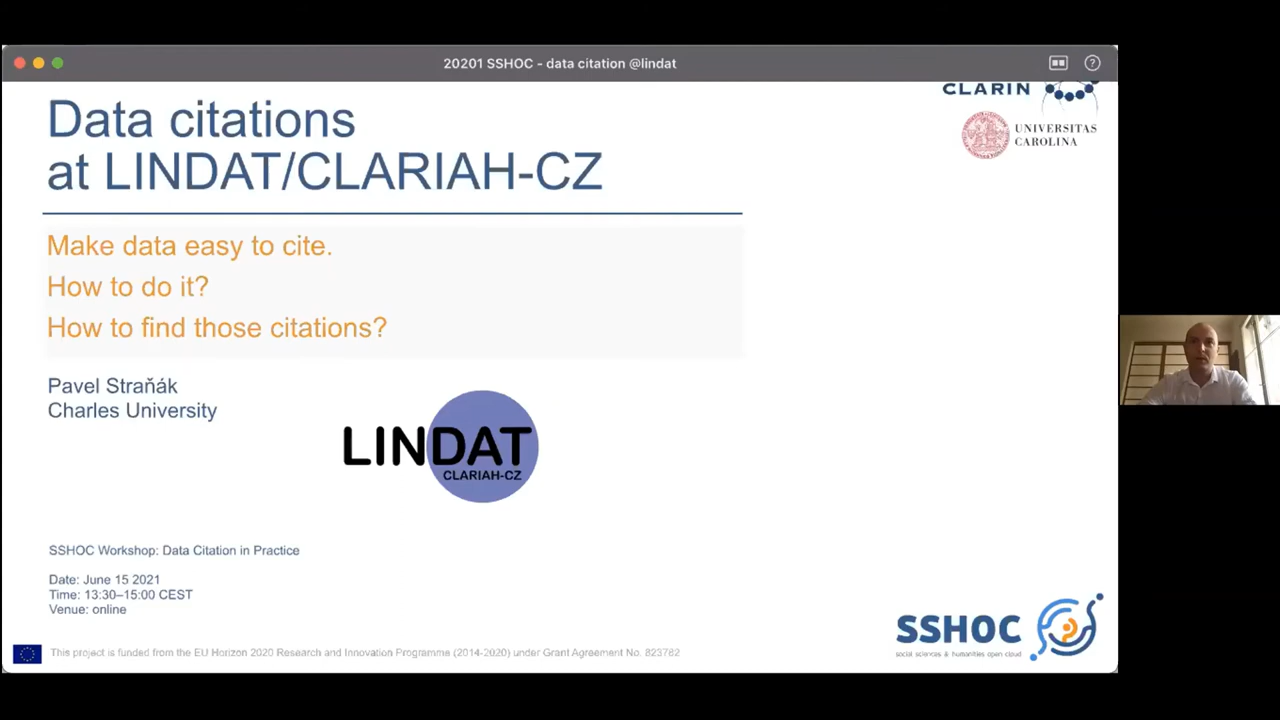 20201 SSHOC - data citation @lindat
CLARIN
UNIVERSITAS
CAROLINA
Data citations
at LINDAT/CLARIAH-CZ
Make data easy to cite.
How to do it?
How to find those citations?
Pavel Straňák
Charles University
LINDAT
CLARIAH-CZ
SSHOC Workshop: Data Citation in Practice
Date: June 15 2021
Time: 13:30–15:00 CEST
Venue: online
SSHOC
social sciences & humanities open cloud
This project is funded from the EU Horizon 2020 Research and Innovation Programme (2014-2020) under Grant Agreement No. 823782